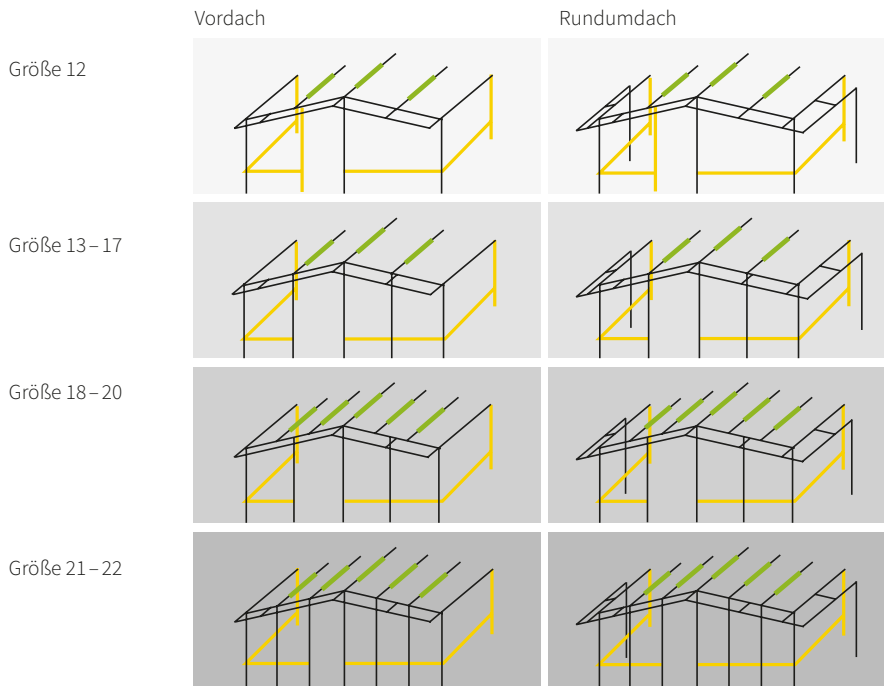 Vordach
Rundumdach
Größe 12
Größe 13 – 17
Größe 18 – 20
Größe 21 – 22